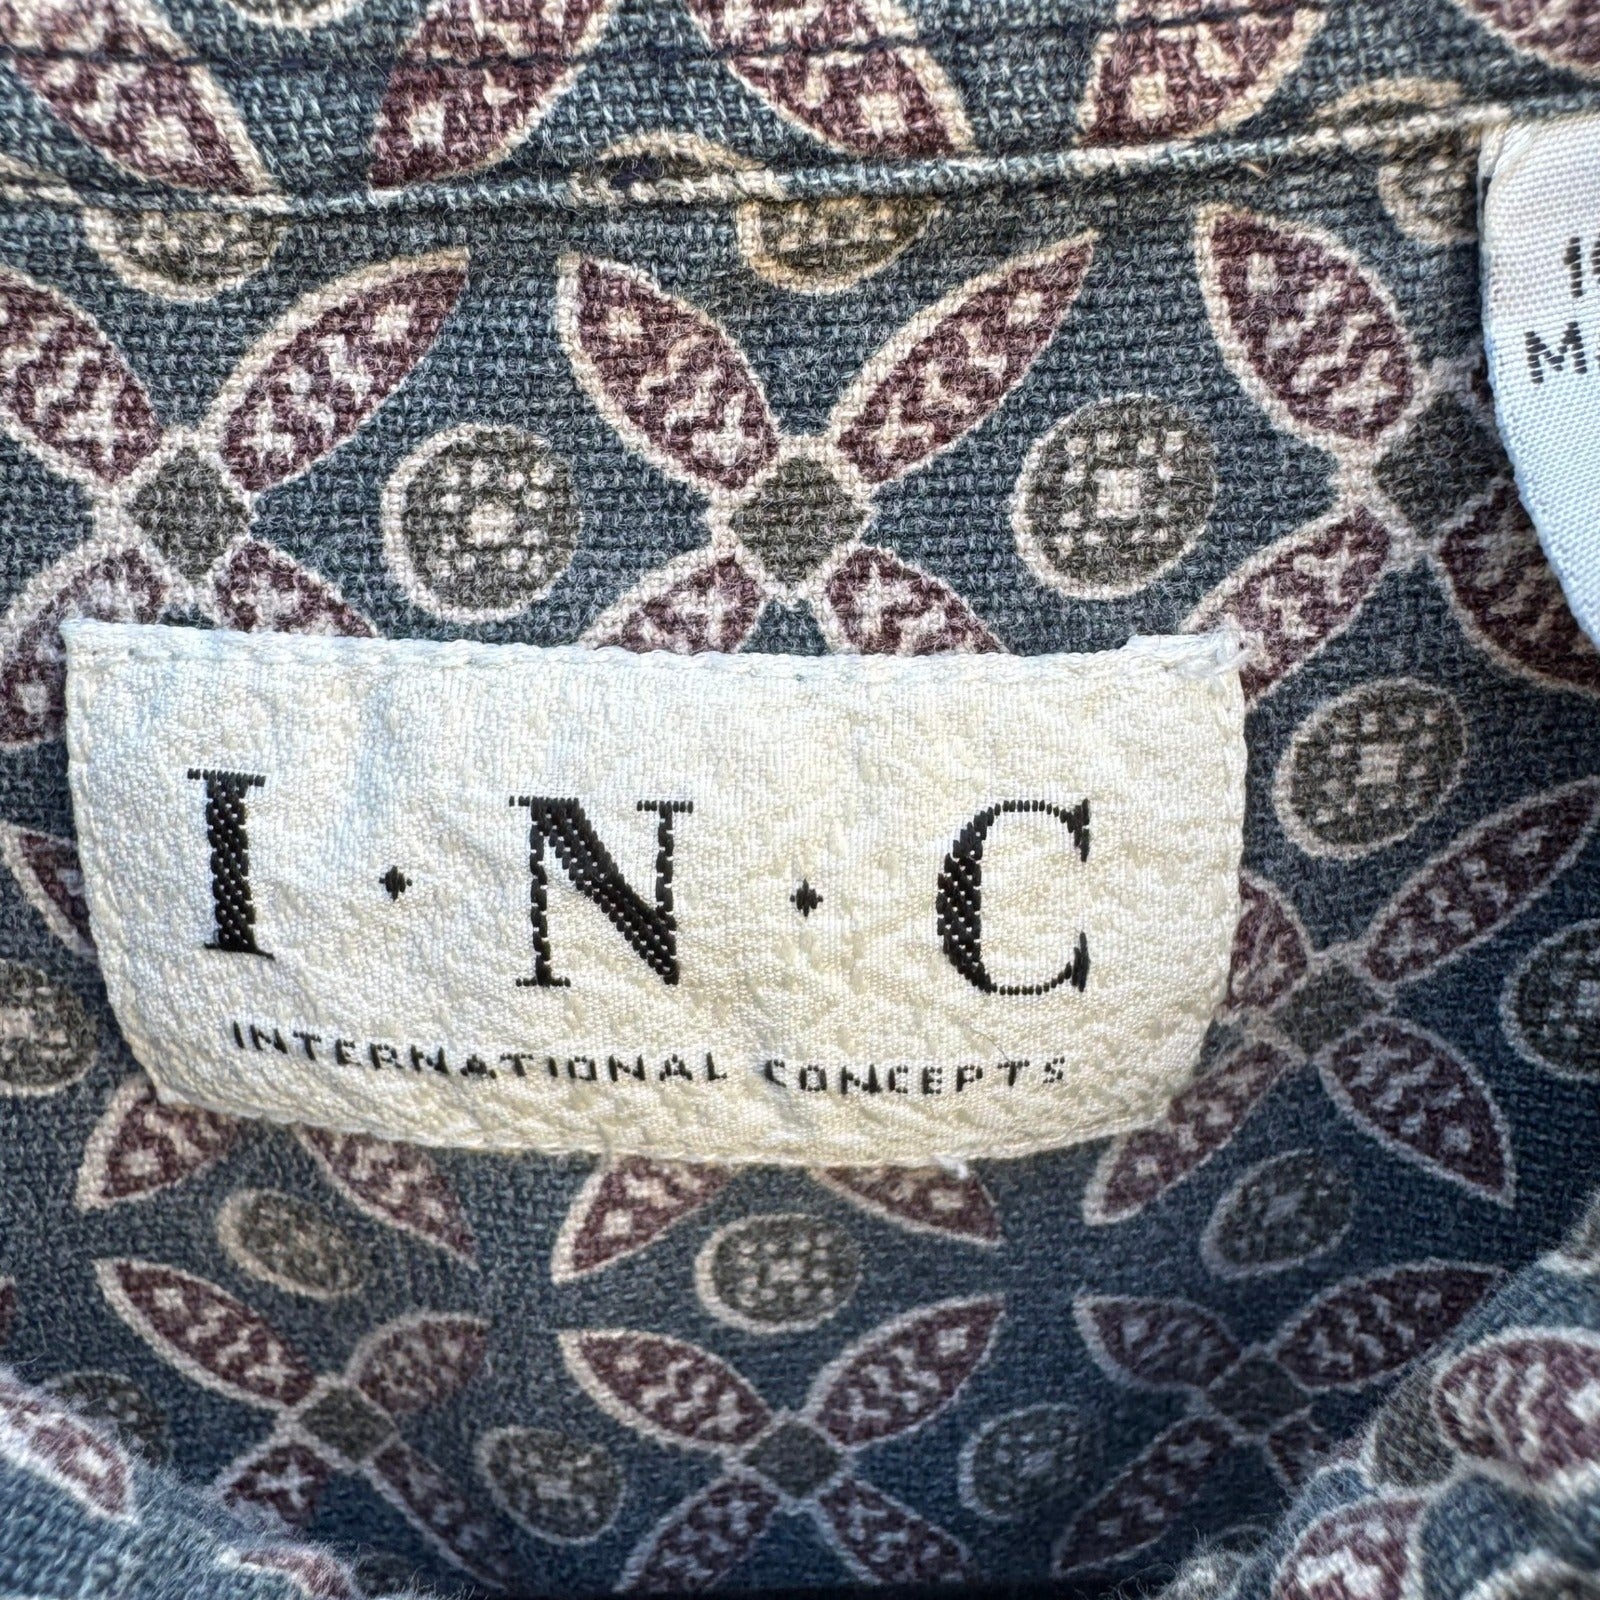 I·N·C
INTERNATIONAL CONCEPTS